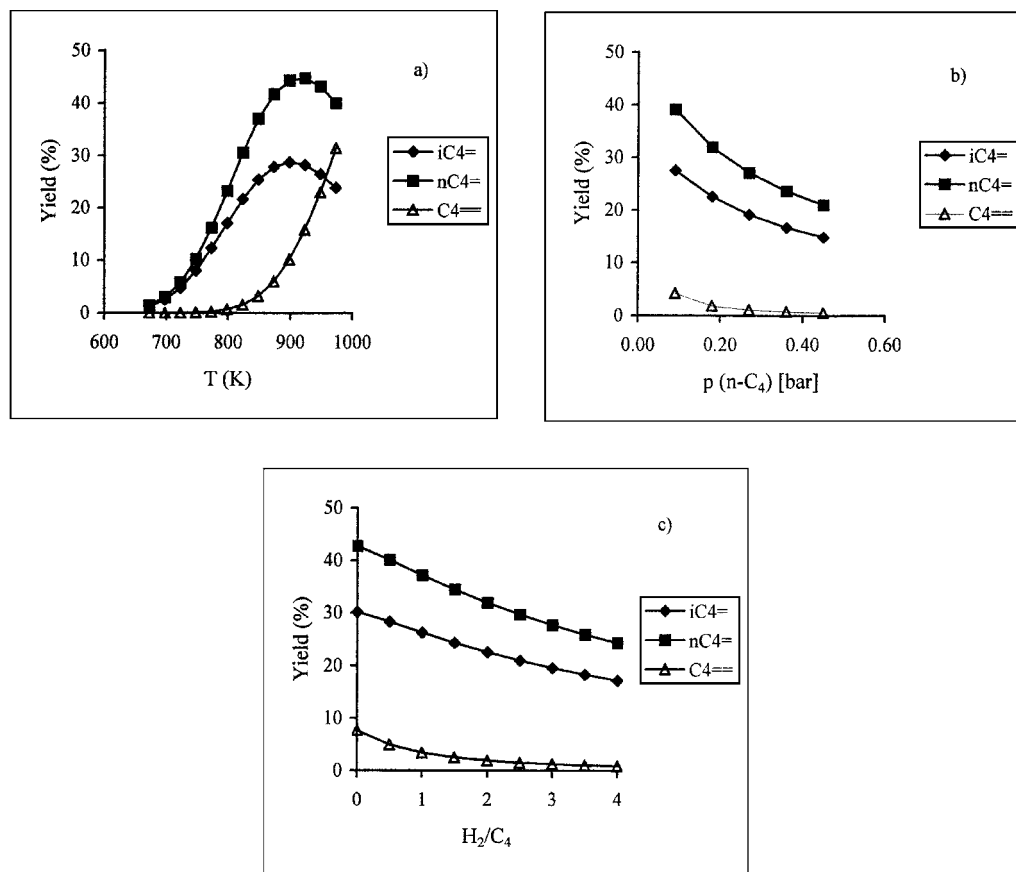 a)
50
40
30
20
10
0
Yield (%)
600 700 800 900 1000
T (K)
iC4=
nC4=
C4==
b)
50
40
30
20
10
0
Yield (%)
0.00 0.20 0.40 0.60
p (n-C₄) [bar]
iC4=
nC4=
C4==
c)
50
40
30
20
10
0
Yield (%)
0 1 2 3 4
H₂/C₄
iC4=
nC4=
C4==